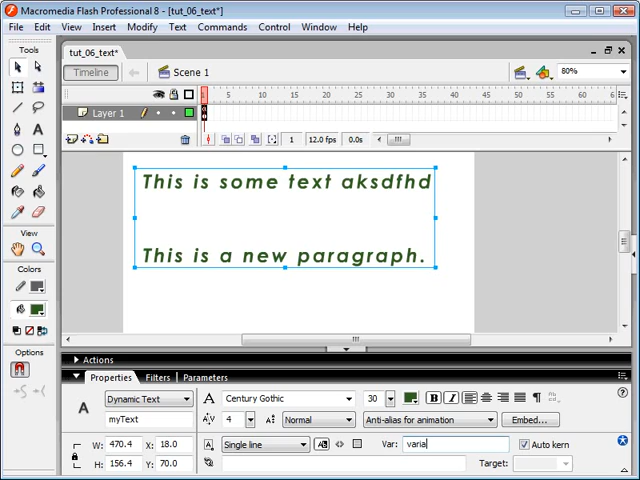 Macromedia Flash Professional 8 - [tut_06_text*]
File Edit View Insert Modify Text Commands Control Window Help
Tools
tut_06_text*
Timeline Scene 1 80%
1 5 10 15 20 25 30 35 40 45 50 55 60
Layer 1
1 12.0 fps 0.0s
This is some text aksdfhd
This is a new paragraph.
View
Colors
Options
Actions
Properties Filters Parameters
A Dynamic Text A Century Gothic 30 B I
myText A/V 4 Normal Anti-alias for animation Embed...
W: 470.4 X: 18.0 Single line Var: varia Auto kern
H: 156.4 Y: 70.0 Target: